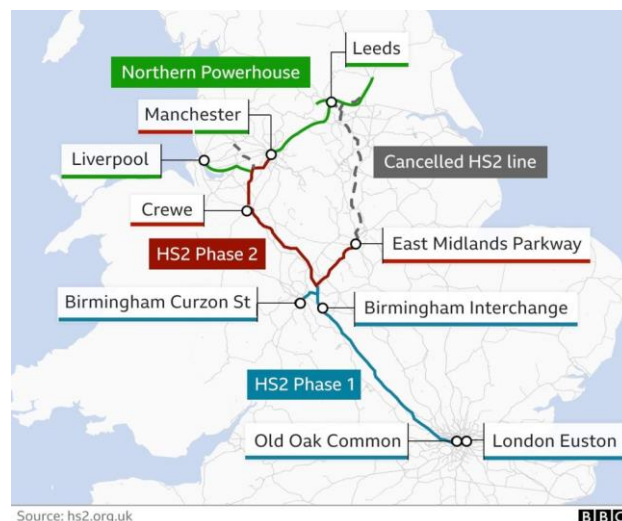 Leeds
Northern Powerhouse
Manchester
Liverpool
Cancelled HS2 line
Crewe
East Midlands Parkway
HS2 Phase 2
Birmingham Curzon St
Birmingham Interchange
HS2 Phase 1
Old Oak Common
London Euston
Source: hs2.org.uk
BBC